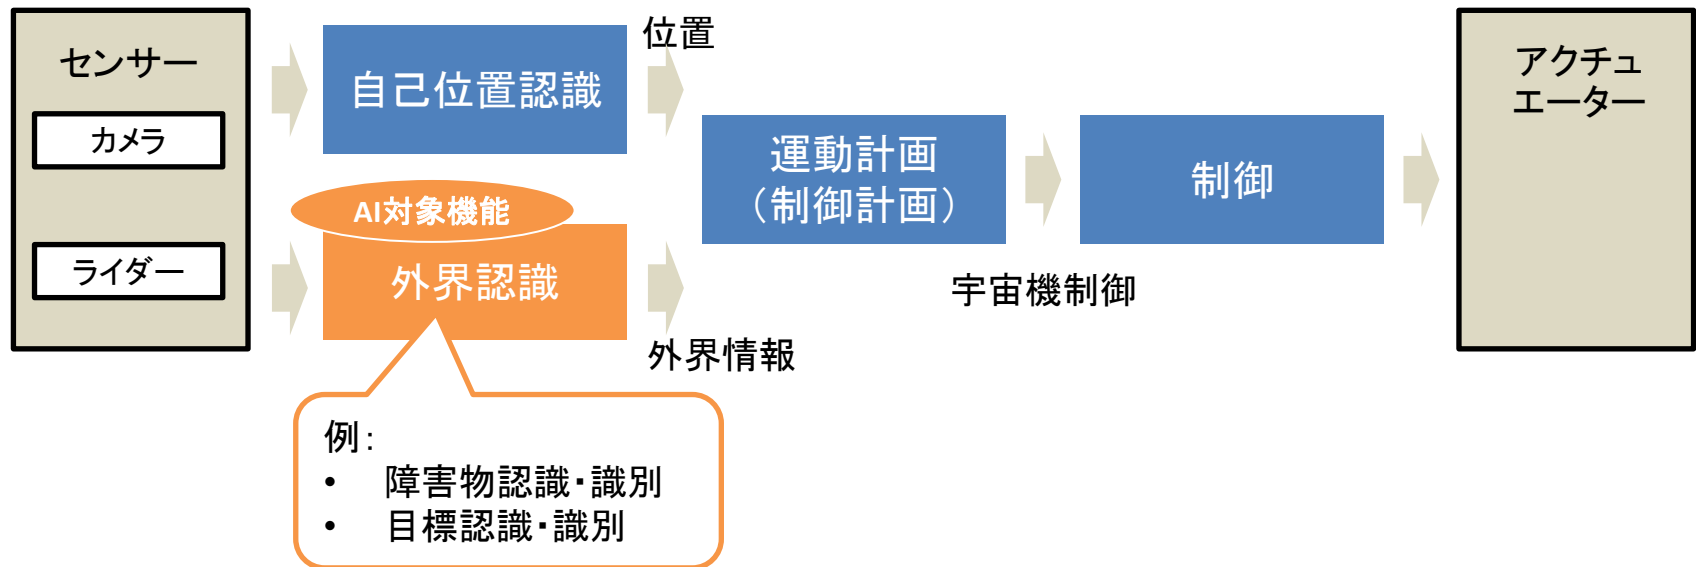 センサー
カメラ
ライダー
自己位置認識
位置
AI対象機能
外界認識
外界情報
例:
• 障害物認識・識別
• 目標認識・識別
運動計画
(制御計画)
制御
宇宙機制御
アクチュ
エーター